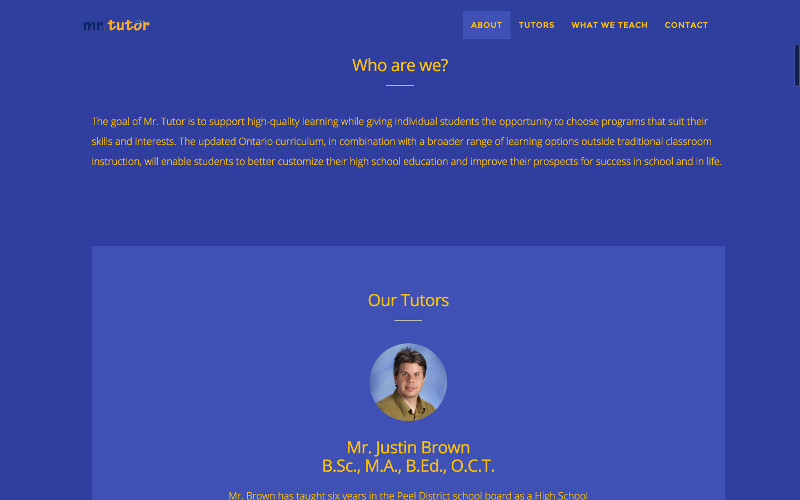 mr.tutor
ABOUT TUTORS WHAT WE TEACH CONTACT
Who are we?
The goal of Mr. Tutor is to support high-quality learning while giving individual students the opportunity to choose programs that suit their
skills and interests. The updated Ontario curriculum, in combination with a broader range of learning options outside traditional classroom
instruction, will enable students to better customize their high school education and improve their prospects for success in school and in life.
Our Tutors
Mr. Justin Brown
B.Sc., M.A., B.Ed., O.C.T.
Mr. Brown has taught six years in the Peel District school board as a High School